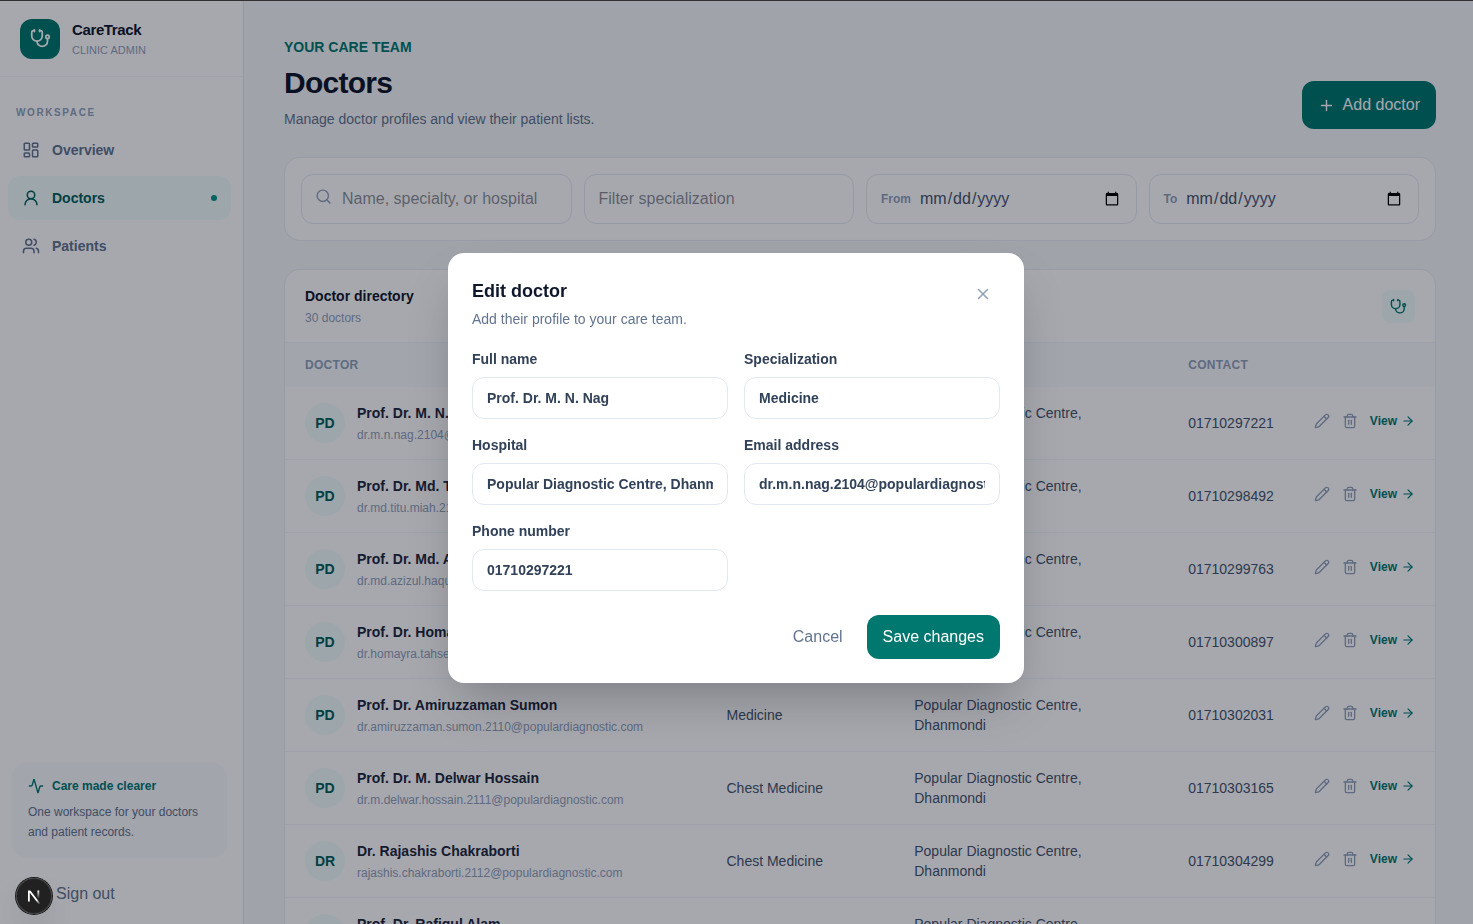 CareTrack
CLINIC ADMIN
WORKSPACE
Overview
Doctors
Patients
Care made clearer
One workspace for your doctors
and patient records.
Sign out
YOUR CARE TEAM
Doctors
Manage doctor profiles and view their patient lists.
Add doctor
Name, specialty, or hospital
Filter specialization
From mm/dd/yyyy
To mm/dd/yyyy
Doctor directory
30 doctors
DOCTOR CONTACT
Edit doctor
Add their profile to your care team.
Full name Specialization
Prof. Dr. M. N. Nag Medicine
Hospital Email address
Popular Diagnostic Centre, Dhanm dr.m.n.nag.2104@populardiagnost
Phone number
01710297221
Cancel Save changes
PD Prof. Dr. M. N. Centre, 01710297221 View
dr.m.n.nag.2104@
PD Prof. Dr. Md. Centre, 01710298492 View
dr.md.titu.miah.2
PD Prof. Dr. Md. Centre, 01710299763 View
dr.md.azizul.haqu
PD Prof. Dr. Homa Centre, 01710300897 View
dr.homayra.tahse
PD Prof. Dr. Amiruzzaman Sumon Medicine Popular Diagnostic Centre, 01710302031 View
dr.amiruzzaman.sumon.2110@populardiagnostic.com Dhanmondi
PD Prof. Dr. M. Delwar Hossain Chest Medicine Popular Diagnostic Centre, 01710303165 View
dr.m.delwar.hossain.2111@populardiagnostic.com Dhanmondi
DR Dr. Rajashis Chakraborti Chest Medicine Popular Diagnostic Centre, 01710304299 View
rajashis.chakraborti.2112@populardiagnostic.com Dhanmondi
Prof. Dr. Rafiqul Alam Popular Diagnostic Centre,